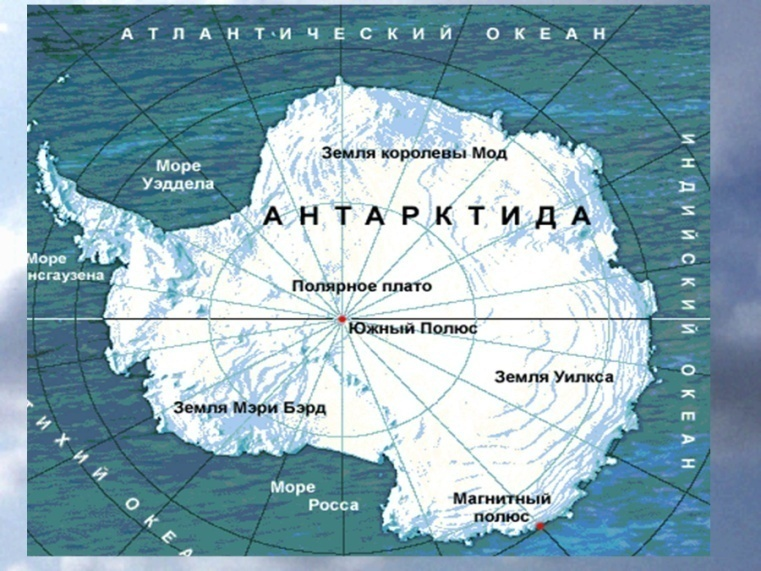 АТЛАНТИЧЕСКИЙ ОКЕАН
Земля королевы Мод
Море
Уэддела
АНТАРКТИДА
ИНДИЙСКИЙ ОКЕАН
Море
нсгаузена
Полярное плато
Южный Полюс
Земля Уилкса
Земля Мэри Бэрд
ТИХИЙ ОКЕА
Море
Росса
Магнитный
полюс